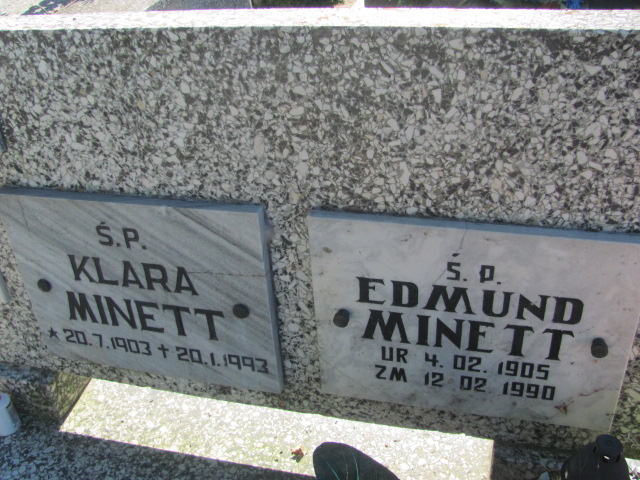 Ś.P.
KLARA
MINETT
★ 20.7.1903 + 20.1.1993
Ś. P.
EDMUND
MINETT
UR 4.02.1905
ZM 12 02 1990